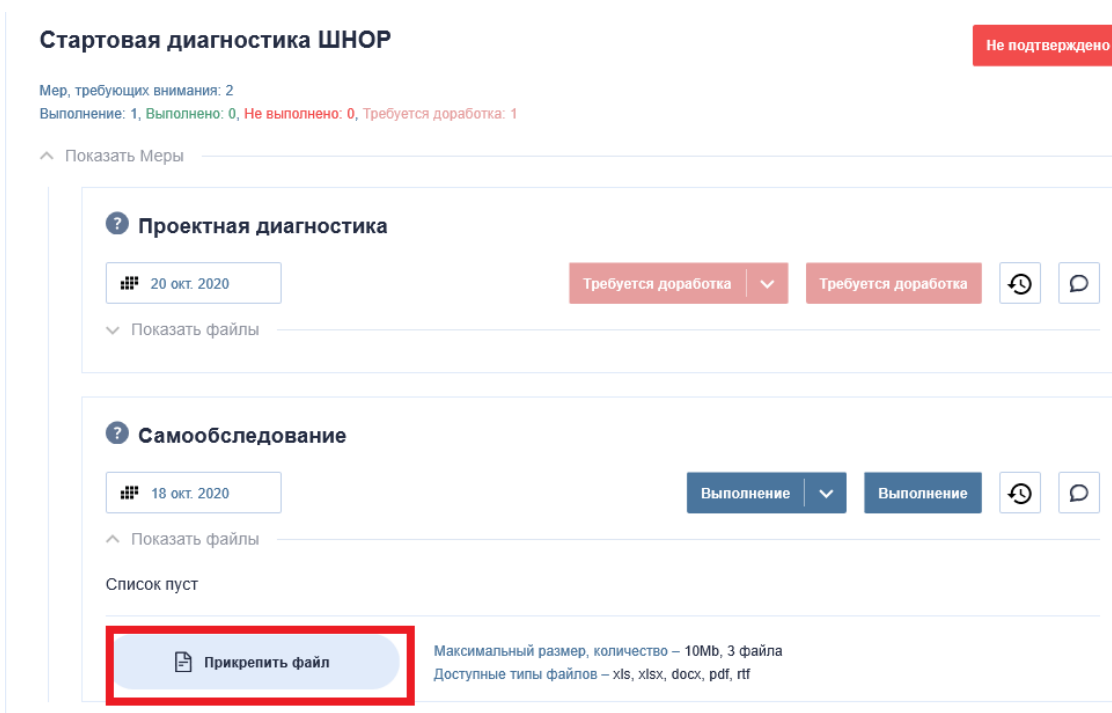 Стартовая диагностика ШНОР
Не подтверждено
Мер, требующих внимания: 2
Выполнение: 1, Выполнено: 0, Не выполнено: 0, Требуется доработка: 1
Показать Меры
? Проектная диагностика
20 окт. 2020
Требуется доработка
Требуется доработка
Показать файлы
? Самообследование
18 окт. 2020
Выполнение
Выполнение
Показать файлы
Список пуст
Прикрепить файл
Максимальный размер, количество – 10Mb, 3 файла
Доступные типы файлов – xls, xlsx, docx, pdf, rtf